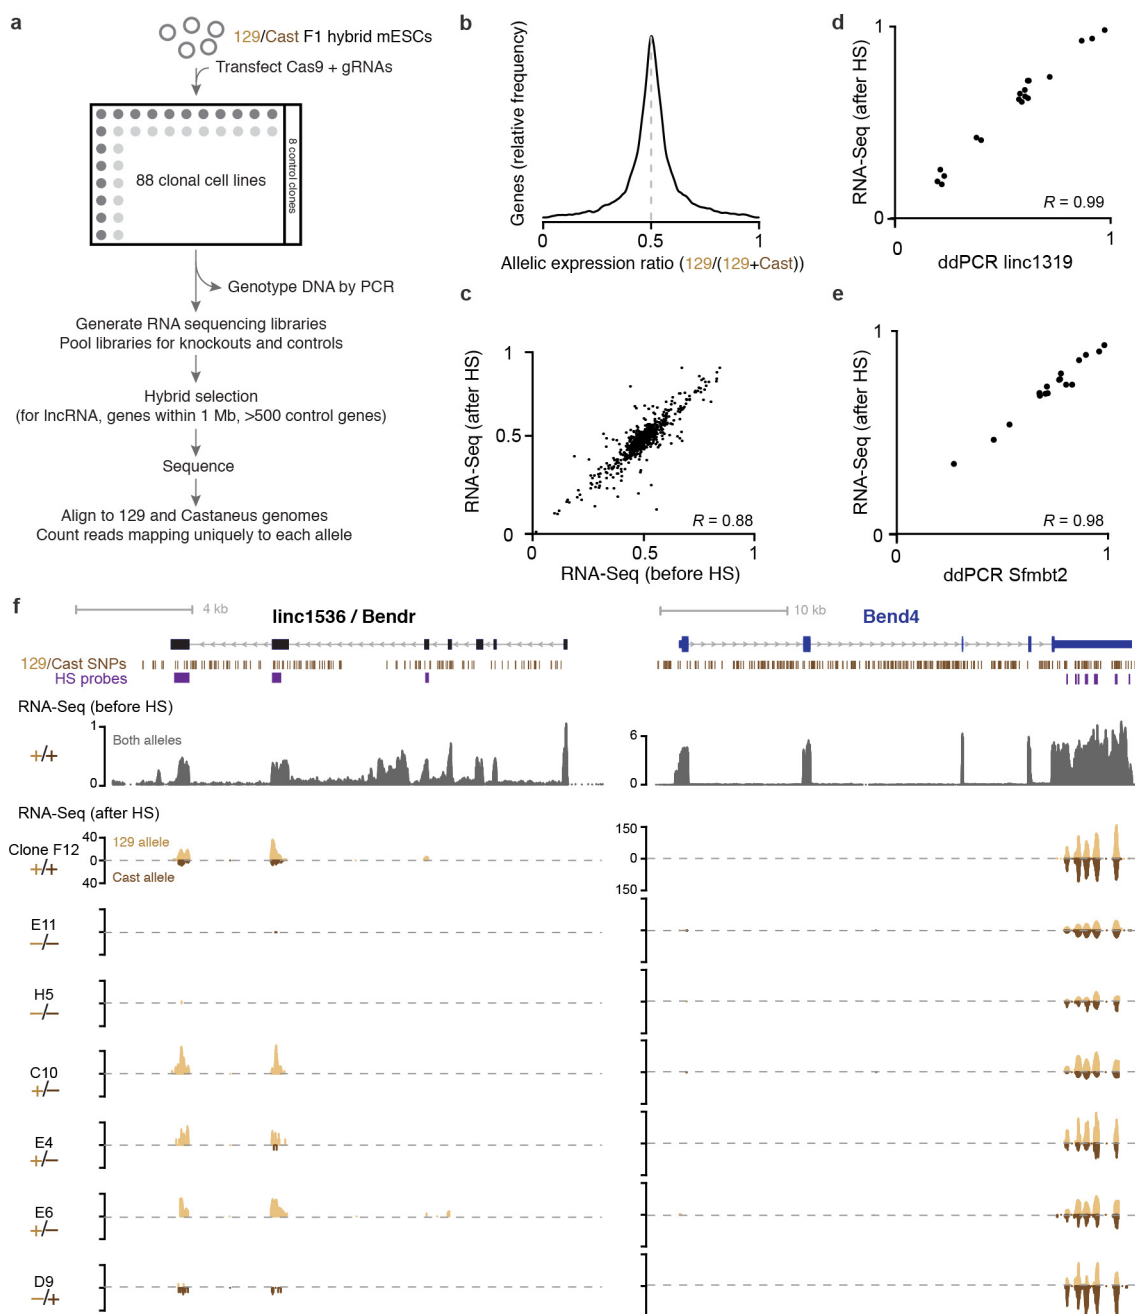 a
129/Cast F1 hybrid mESCs
Transfect Cas9 + gRNAs
88 clonal cell lines
8 control clones
Genotype DNA by PCR
Generate RNA sequencing libraries
Pool libraries for knockouts and controls
Hybrid selection
(for lncRNA, genes within 1 Mb, >500 control genes)
Sequence
Align to 129 and Castaneus genomes
Count reads mapping uniquely to each allele
b
Genes (relative frequency)
0
0.5
1
Allelic expression ratio (129/(129+Cast))
c
RNA-Seq (after HS)
1
0.5
0
R = 0.88
0
0.5
1
RNA-Seq (before HS)
d
RNA-Seq (after HS)
1
0
R = 0.99
0
1
ddPCR linc1319
e
RNA-Seq (after HS)
1
0
R = 0.98
0
1
ddPCR Sfmbt2
f
4 kb
linc1536 / Bendr
10 kb
Bend4
129/Cast SNPs
HS probes
RNA-Seq (before HS)
+/+
1
0
Both alleles
6
0
RNA-Seq (after HS)
Clone F12
+/+
40
0
40
129 allele
Cast allele
150
0
150
E11
−/−
H5
−/−
C10
+/−
E4
+/−
E6
+/−
D9
−/+